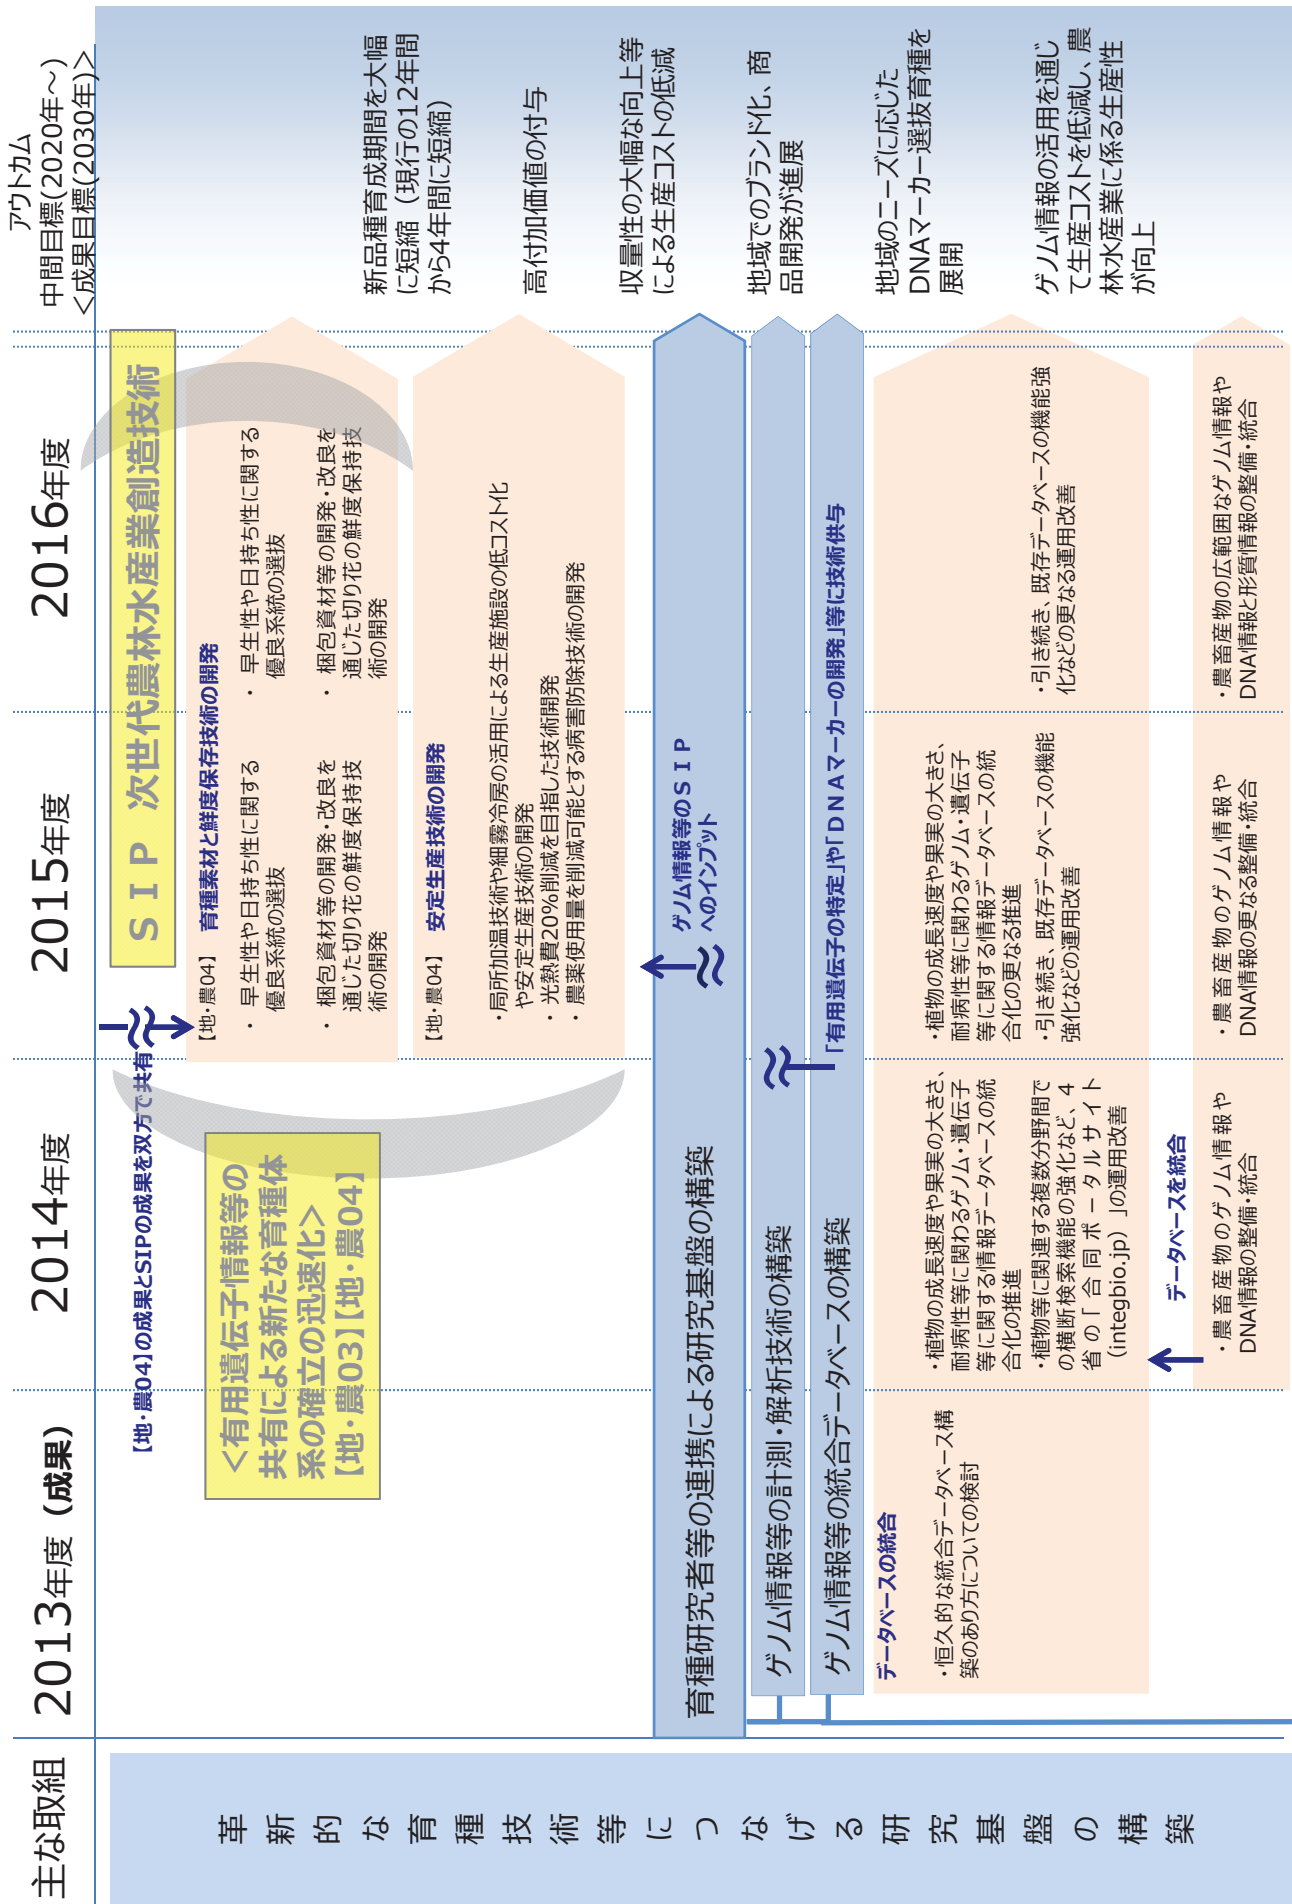 主な取組
2013年度（成果）
2014年度
2015年度
2016年度
アウトカム
中間目標(2020年～)
＜成果目標(2030年)＞
革新的な育種技術等につなげる研究基盤の構築
ＳＩＰ 次世代農林水産業創造技術
【地・農04】の成果とSIPの成果を双方で共有
＜有用遺伝子情報等の
共有による新たな育種体
系の確立の迅速化＞
【地・農03】【地・農04】
【地・農04】 育種素材と鮮度保存技術の開発
・ 早生性や日持ち性に関する
優良系統の選抜
・ 梱包資材等の開発・改良を
通じた切り花の鮮度保持技
術の開発
・ 早生性や日持ち性に関する
優良系統の選抜
・ 梱包資材等の開発・改良を
通じた切り花の鮮度保持技
術の開発
【地・農04】 安定生産技術の開発
・局所加温技術や細霧冷房の活用による生産施設の低コスト化
や安定生産技術の開発
・ 光熱費20％削減を目指した技術開発
・ 農薬使用量を削減可能とする病害防除技術の開発
育種研究者等の連携による研究基盤の構築
ゲノム情報等のＳＩＰ
へのインプット
ゲノム情報等の計測・解析技術の構築
ゲノム情報等の統合データベースの構築
「有用遺伝子の特定」や「ＤＮＡマーカーの開発」等に技術供与
データベースの統合
・恒久的な統合データベース構
築のあり方についての検討
・植物の成長速度や果実の大きさ、
耐病性等に関わるゲノム・遺伝子
等に関する情報データベースの統
合化の推進
・植物等に関連する複数分野間で
の横断検索機能の強化など、４
省の「合同ポータルサイト
（integbio.jp）」の運用改善
・植物の成長速度や果実の大きさ、
耐病性等に関わるゲノム・遺伝子
等に関する情報データベースの統
合化の更なる推進
・引き続き、既存データベースの機能
強化などの運用改善
・引き続き、既存データベースの機能強
化などの更なる運用改善
データベースを統合
・農畜産物のゲノム情報や
DNA情報の整備・統合
・農畜産物のゲノム情報や
DNA情報の更なる整備・統合
・農畜産物の広範囲なゲノム情報や
DNA情報と形質情報の整備・統合
新品種育成期間を大幅
に短縮（現行の12年間
から4年間に短縮）
高付加価値の付与
収量性の大幅な向上等
による生産コストの低減
地域でのブランド化、商
品開発が進展
地域のニーズに応じた
DNAマーカー選抜育種を
展開
ゲノム情報の活用を通じ
て生産コストを低減し、農
林水産業に係る生産性
が向上